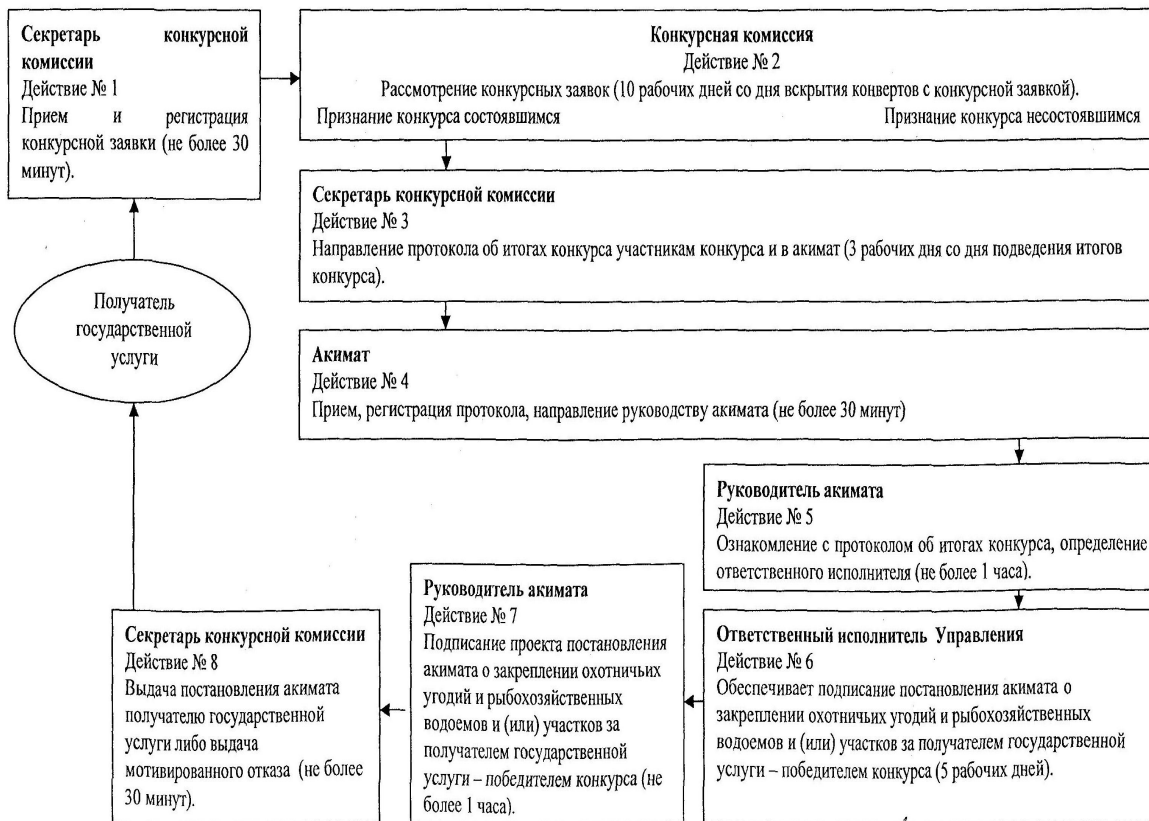 Секретарь конкурсной
комиссии
Действие № 1
Прием и регистрация
конкурсной заявки (не более 30
минут).
Конкурсная комиссия
Действие № 2
Рассмотрение конкурсных заявок (10 рабочих дней со дня вскрытия конвертов с конкурсной заявкой).
Признание конкурса состоявшимся Признание конкурса несостоявшимся
Секретарь конкурсной комиссии
Действие № 3
Направление протокола об итогах конкурса участникам конкурса и в акимат (3 рабочих дня со дня подведения итогов
конкурса).
Получатель
государственной
услуги
Акимат
Действие № 4
Прием, регистрация протокола, направление руководству акимата (не более 30 минут)
Руководитель акимата
Действие № 5
Ознакомление с протоколом об итогах конкурса, определение
ответственного исполнителя (не более 1 часа).
Ответственный исполнитель Управления
Действие № 6
Обеспечивает подписание постановления акимата о
закреплении охотничьих угодий и рыбохозяйственных
водоемов и (или) участков за получателем государственной
услуги – победителем конкурса (5 рабочих дней).
Руководитель акимата
Действие № 7
Подписание проекта постановления
акимата о закреплении охотничьих
угодий и рыбохозяйственных
водоемов и (или) участков за
получателем государственной
услуги – победителем конкурса (не
более 1 часа).
Секретарь конкурсной комиссии
Действие № 8
Выдача постановления акимата
получателю государственной
услуги либо выдача
мотивированного отказа (не более
30 минут).